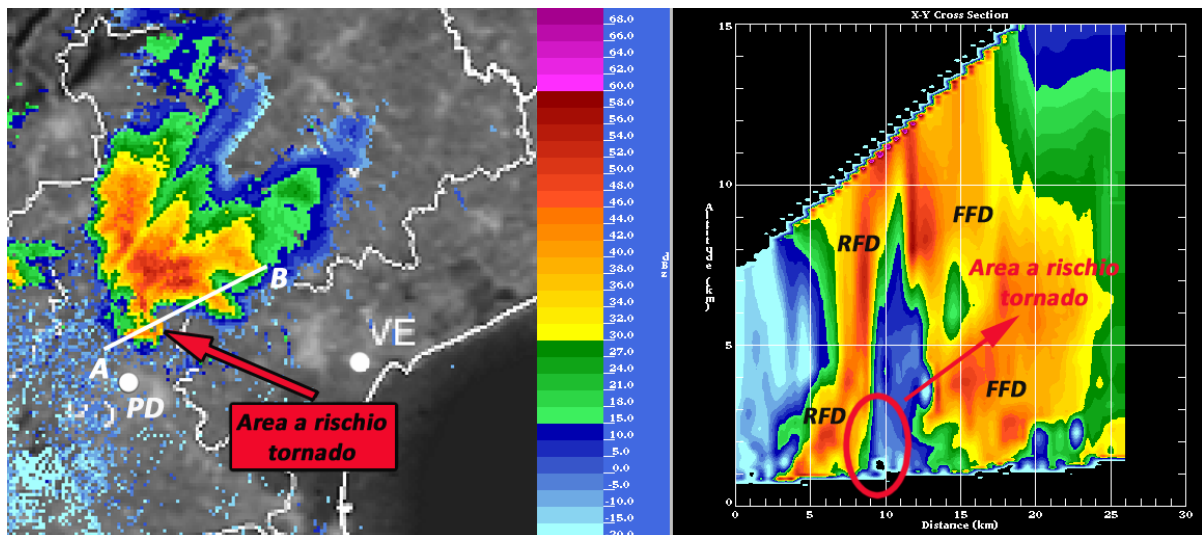 A
B
PD
VE
Area a rischio
tornado
68.0
66.0
64.0
62.0
60.0
58.0
56.0
54.0
52.0
50.0
48.0
46.0
44.0
42.0
40.0
38.0
36.0
34.0
32.0
30.0
27.0
24.0
21.0
18.0
15.0
10.0
5.0
0.0
-5.0
-10.0
-15.0
20.0
dBZ
X-Y Cross Section
15
10
5
0
Altitude (km)
RFD
FFD
Area a rischio
tornado
RFD
FFD
0
5
10
15
20
25
30
Distance (km)